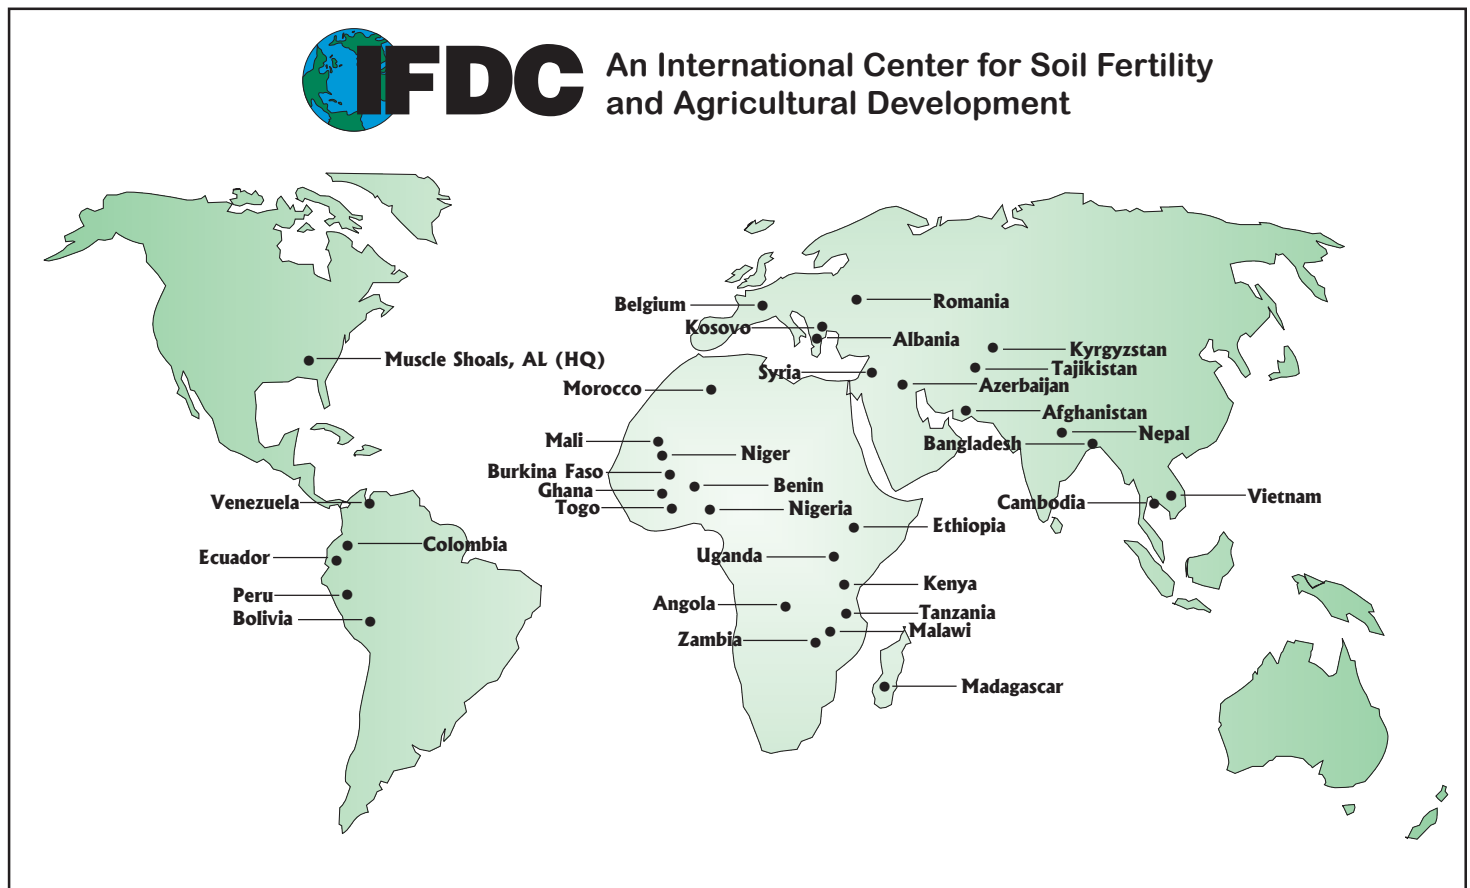 IFDC
An International Center for Soil Fertility
and Agricultural Development
Belgium
Romania
Kosovo
Albania
Muscle Shoals, AL (HQ)
Kyrgyzstan
Syria
Tajikistan
Morocco
Azerbaijan
Afghanistan
Mali
Nepal
Bangladesh
Niger
Burkina Faso
Benin
Ghana
Venezuela
Togo
Nigeria
Cambodia
Vietnam
Ethiopia
Colombia
Ecuador
Uganda
Kenya
Peru
Angola
Tanzania
Bolivia
Malawi
Zambia
Madagascar